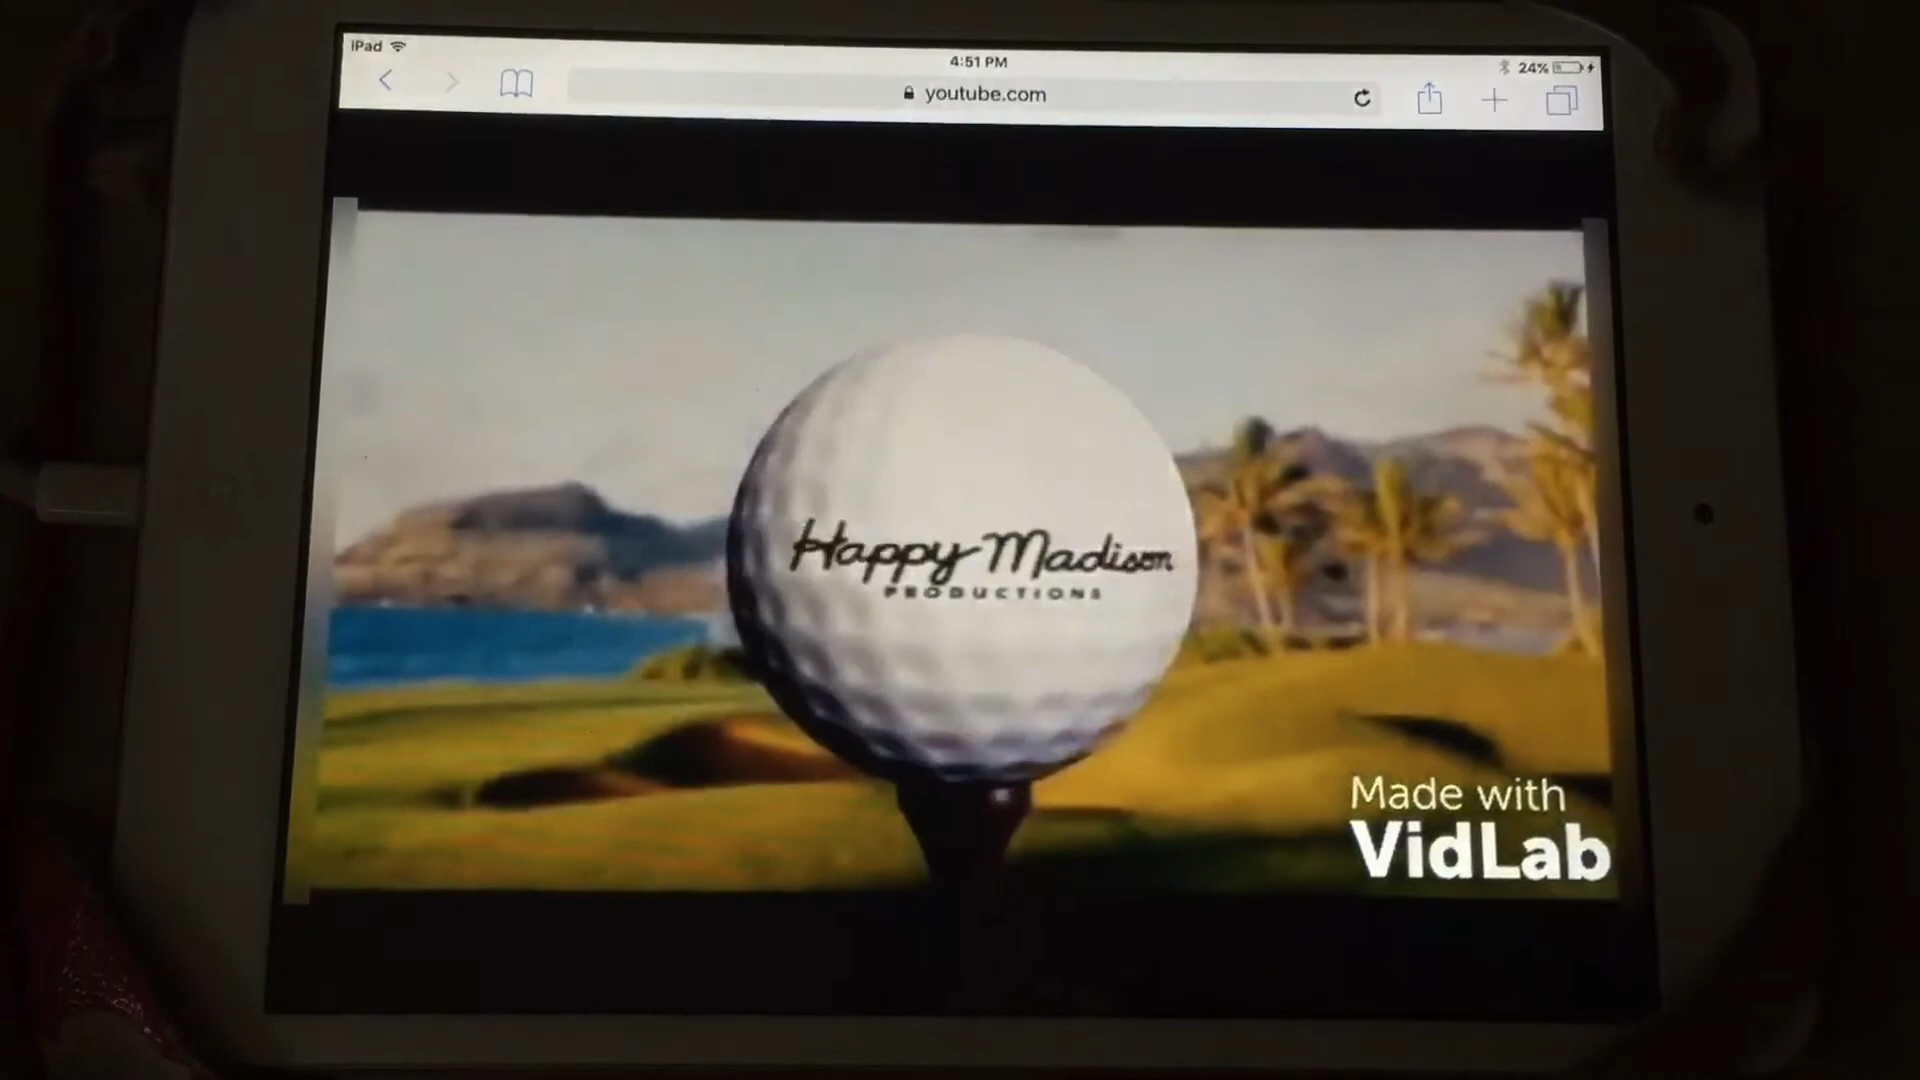 iPad
4:51 PM
24%
youtube.com
Happy Madison
PRODUCTIONS
Made with
VidLab